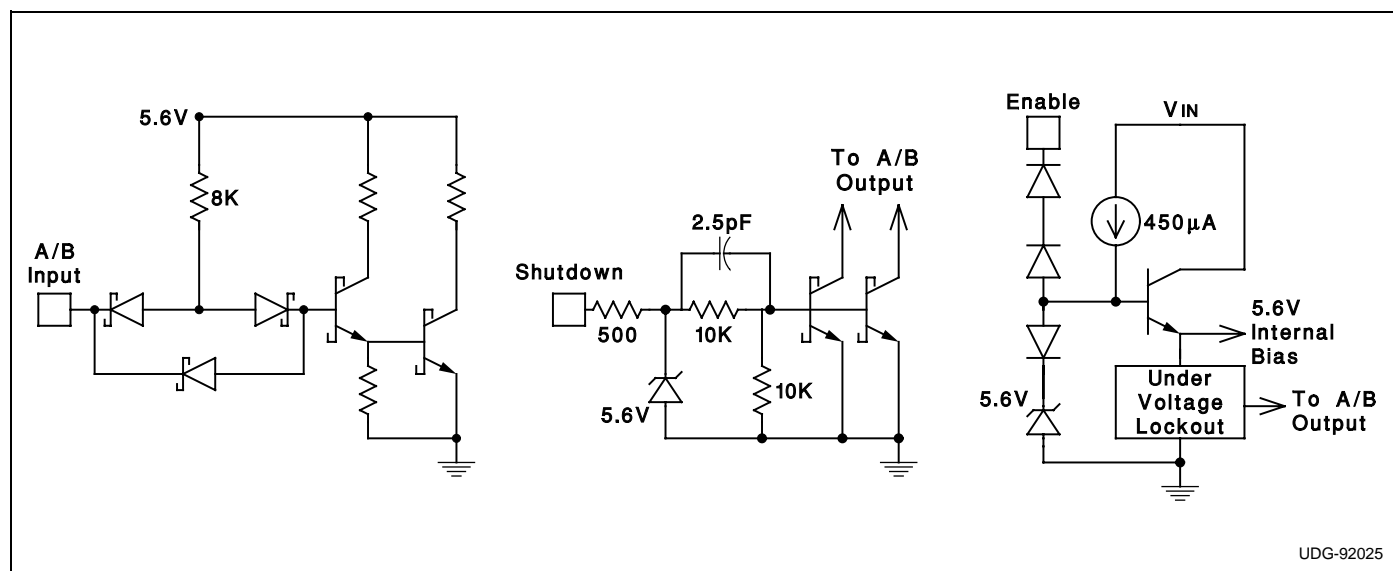 5.6V
8K
A/B
Input
Shutdown
500
2.5pF
10K
10K
5.6V
To A/B
Output
Enable
VIN
450µA
5.6V
Internal
Bias
5.6V
Under
Voltage
Lockout
To A/B
Output
UDG-92025